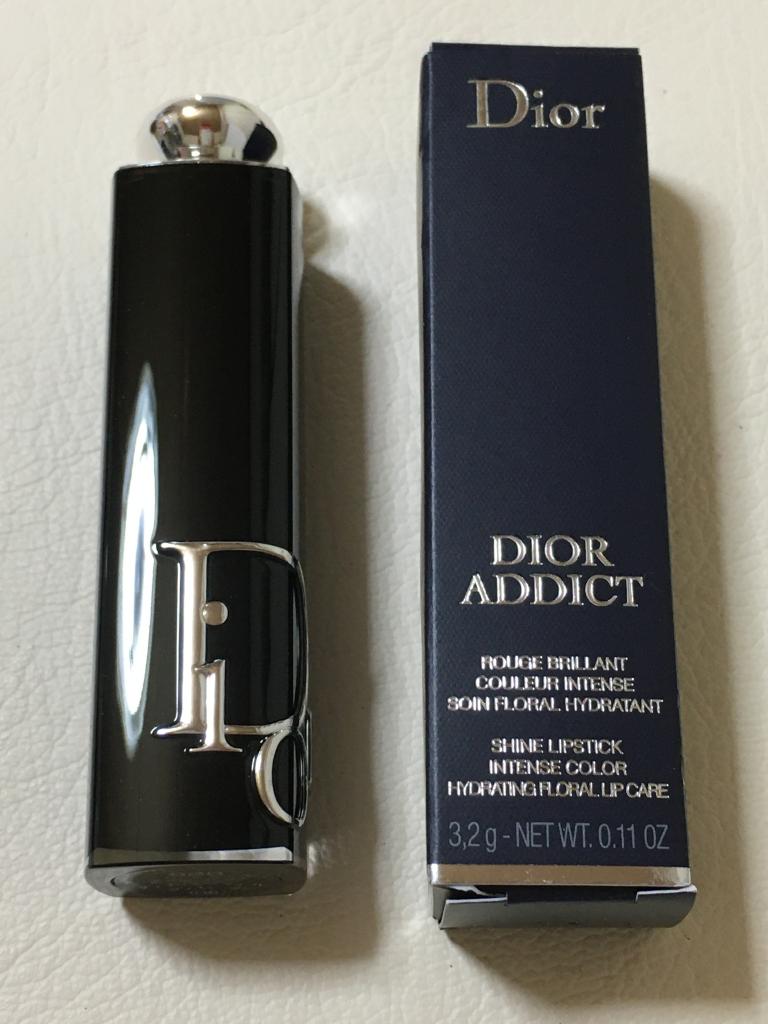 Dio
Dior
DIOR
ADDICT
ROUGE BRILLANT
COULEUR INTENSE
SOIN FLORAL HYDRATANT
SHINE LIPSTICK
INTENSE COLOR
HYDRATING FLORAL LIP CARE
3,2 g - NET WT. 0.11 OZ